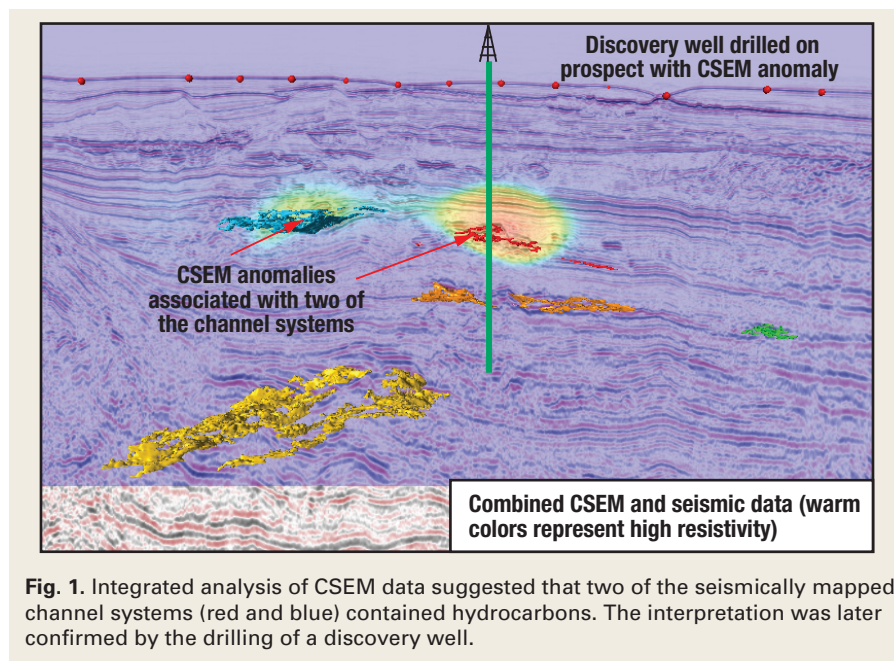 Discovery well drilled on
prospect with CSEM anomaly
CSEM anomalies
associated with two of
the channel systems
Combined CSEM and seismic data (warm
colors represent high resistivity)
Fig. 1. Integrated analysis of CSEM data suggested that two of the seismically mapped
channel systems (red and blue) contained hydrocarbons. The interpretation was later
confirmed by the drilling of a discovery well.